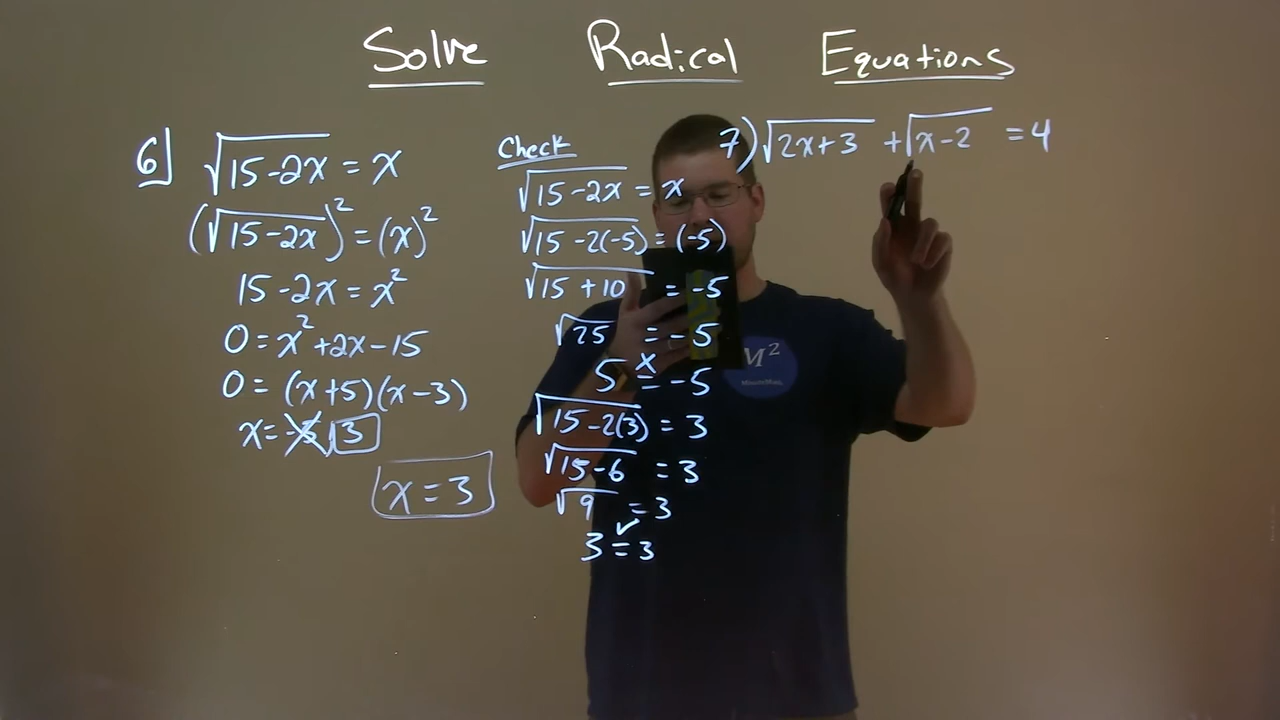 Solve Radical Equations
6] √15-2x = x
(√15-2x)² = (x)²
15-2x = x²
0 = x²+2x-15
0 = (x+5)(x-3)
x = -5, 3
x = 3
Check
√15-2x = x
√15-2(-5) = (-5)
√15+10 = -5
√25 = -5
5 = -5
x
√15-2(3) = 3
√15-6 = 3
√9 = 3
✓
3 = 3
7) √2x+3 + √x-2 = 4
M²